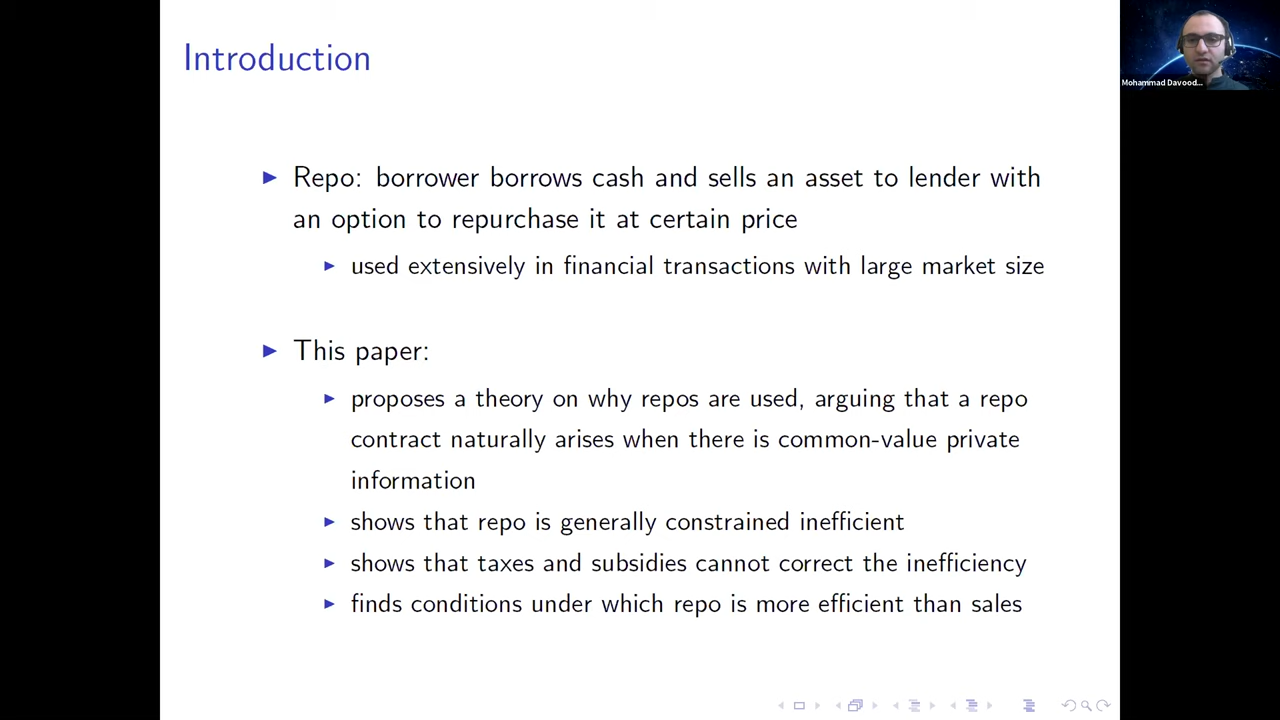 Introduction
Repo: borrower borrows cash and sells an asset to lender with
an option to repurchase it at certain price
used extensively in financial transactions with large market size
This paper:
proposes a theory on why repos are used, arguing that a repo
contract naturally arises when there is common-value private
information
shows that repo is generally constrained inefficient
shows that taxes and subsidies cannot correct the inefficiency
finds conditions under which repo is more efficient than sales
Mohammad Davood...